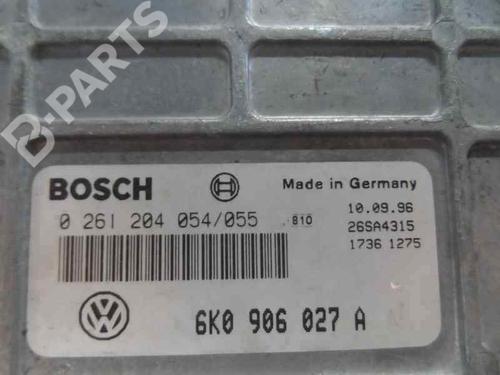 B-PARTS
BOSCH
Made in Germany
0 261 204 054/055 B10
10.09.96
26SA4315
1736 1275
6K0 906 027 A